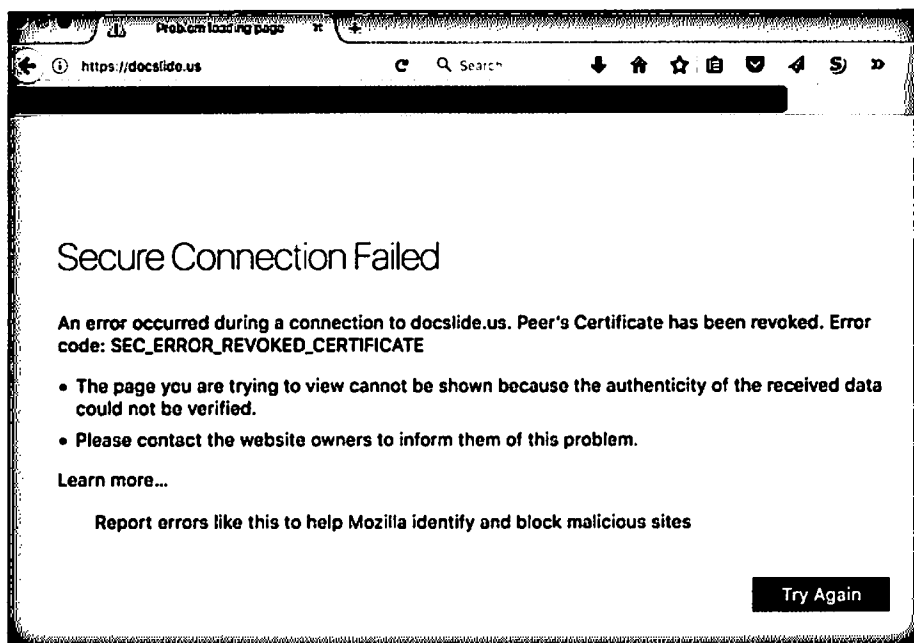 Problem loading page
https://docslide.us
Search
Secure Connection Failed
An error occurred during a connection to docslide.us. Peer's Certificate has been revoked. Error
code: SEC_ERROR_REVOKED_CERTIFICATE
• The page you are trying to view cannot be shown because the authenticity of the received data
could not be verified.
• Please contact the website owners to inform them of this problem.
Learn more...
Report errors like this to help Mozilla identify and block malicious sites
Try Again